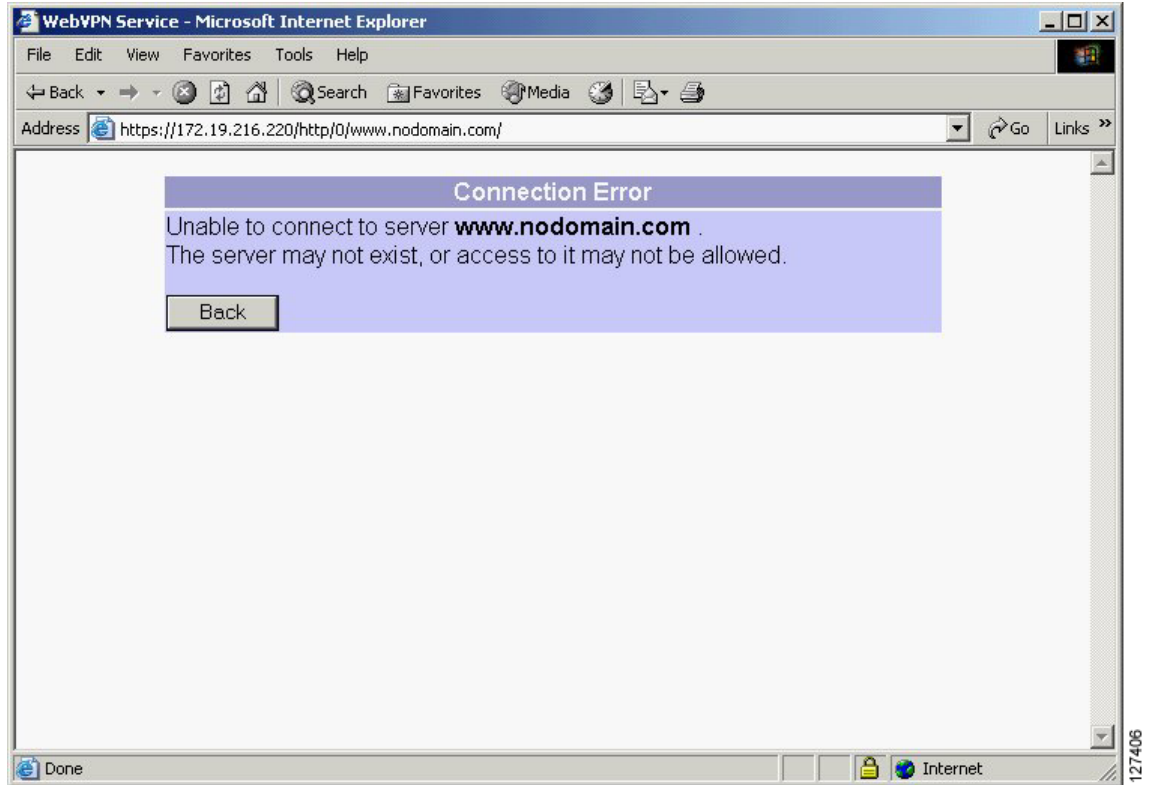 WebVPN Service - Microsoft Internet Explorer
File Edit View Favorites Tools Help
Back Search Favorites Media
Address https://172.19.216.220/http/0/www.nodomain.com/ Go Links »
Connection Error
Unable to connect to server www.nodomain.com .
The server may not exist, or access to it may not be allowed.
Back
Done Internet
127406